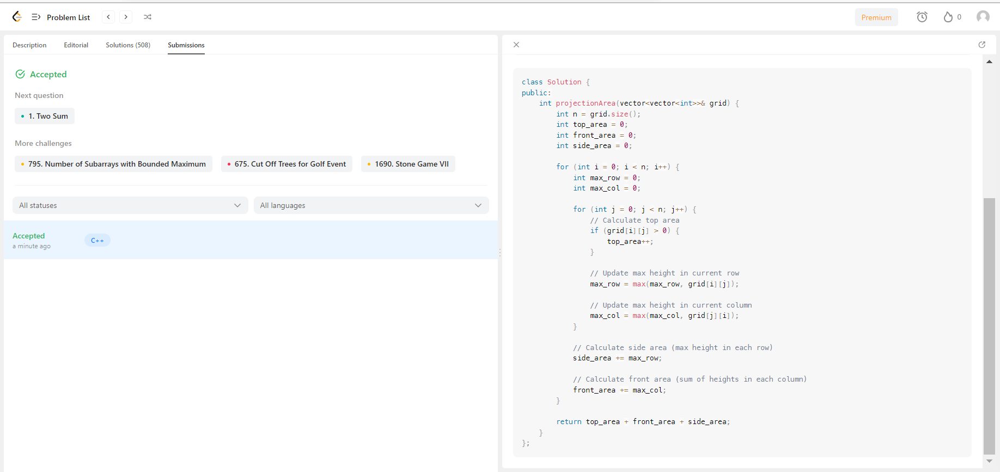 Problem List
Premium
0
Description Editorial Solutions (508) Submissions
Accepted
Next question
1. Two Sum
More challenges
795. Number of Subarrays with Bounded Maximum 675. Cut Off Trees for Golf Event 1690. Stone Game VII
All statuses All languages
Accepted
a minute ago
C++
class Solution {
public:
    int projectionArea(vector<vector<int>>& grid) {
        int n = grid.size();
        int top_area = 0;
        int front_area = 0;
        int side_area = 0;
        for (int i = 0; i < n; i++) {
            int max_row = 0;
            int max_col = 0;
            for (int j = 0; j < n; j++) {
                // Calculate top area
                if (grid[i][j] > 0) {
                    top_area++;
                }
                // Update max height in current row
                max_row = max(max_row, grid[i][j]);
                // Update max height in current column
                max_col = max(max_col, grid[j][i]);
            }
            // Calculate side area (max height in each row)
            side_area += max_row;
            // Calculate front area (sum of heights in each column)
            front_area += max_col;
        }
        return top_area + front_area + side_area;
    }
};